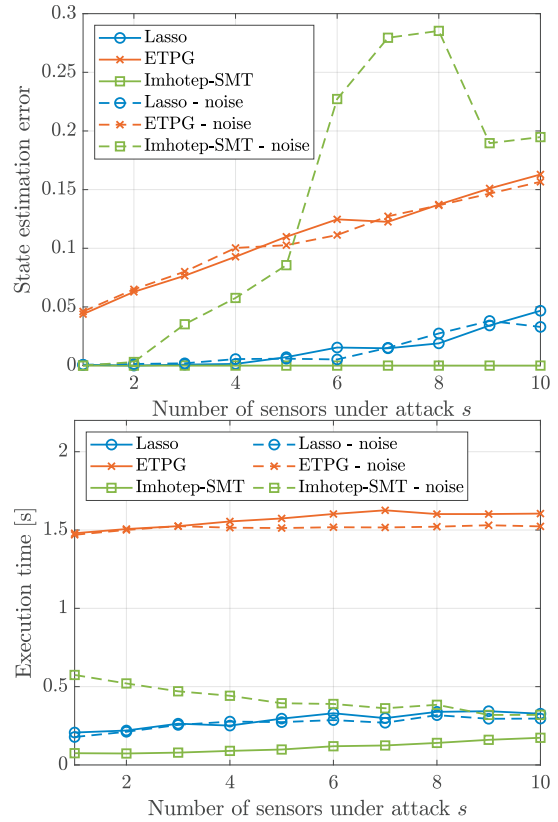 0.3
0.25
0.2
0.15
0.1
0.05
0
State estimation error
Lasso
ETPG
Imhotep-SMT
Lasso - noise
ETPG - noise
Imhotep-SMT - noise
2 4 6 8 10
Number of sensors under attack s
2
1.5
1
0.5
0
Execution time [s]
Lasso Lasso - noise
ETPG ETPG - noise
Imhotep-SMT Imhotep-SMT - noise
2 4 6 8 10
Number of sensors under attack s